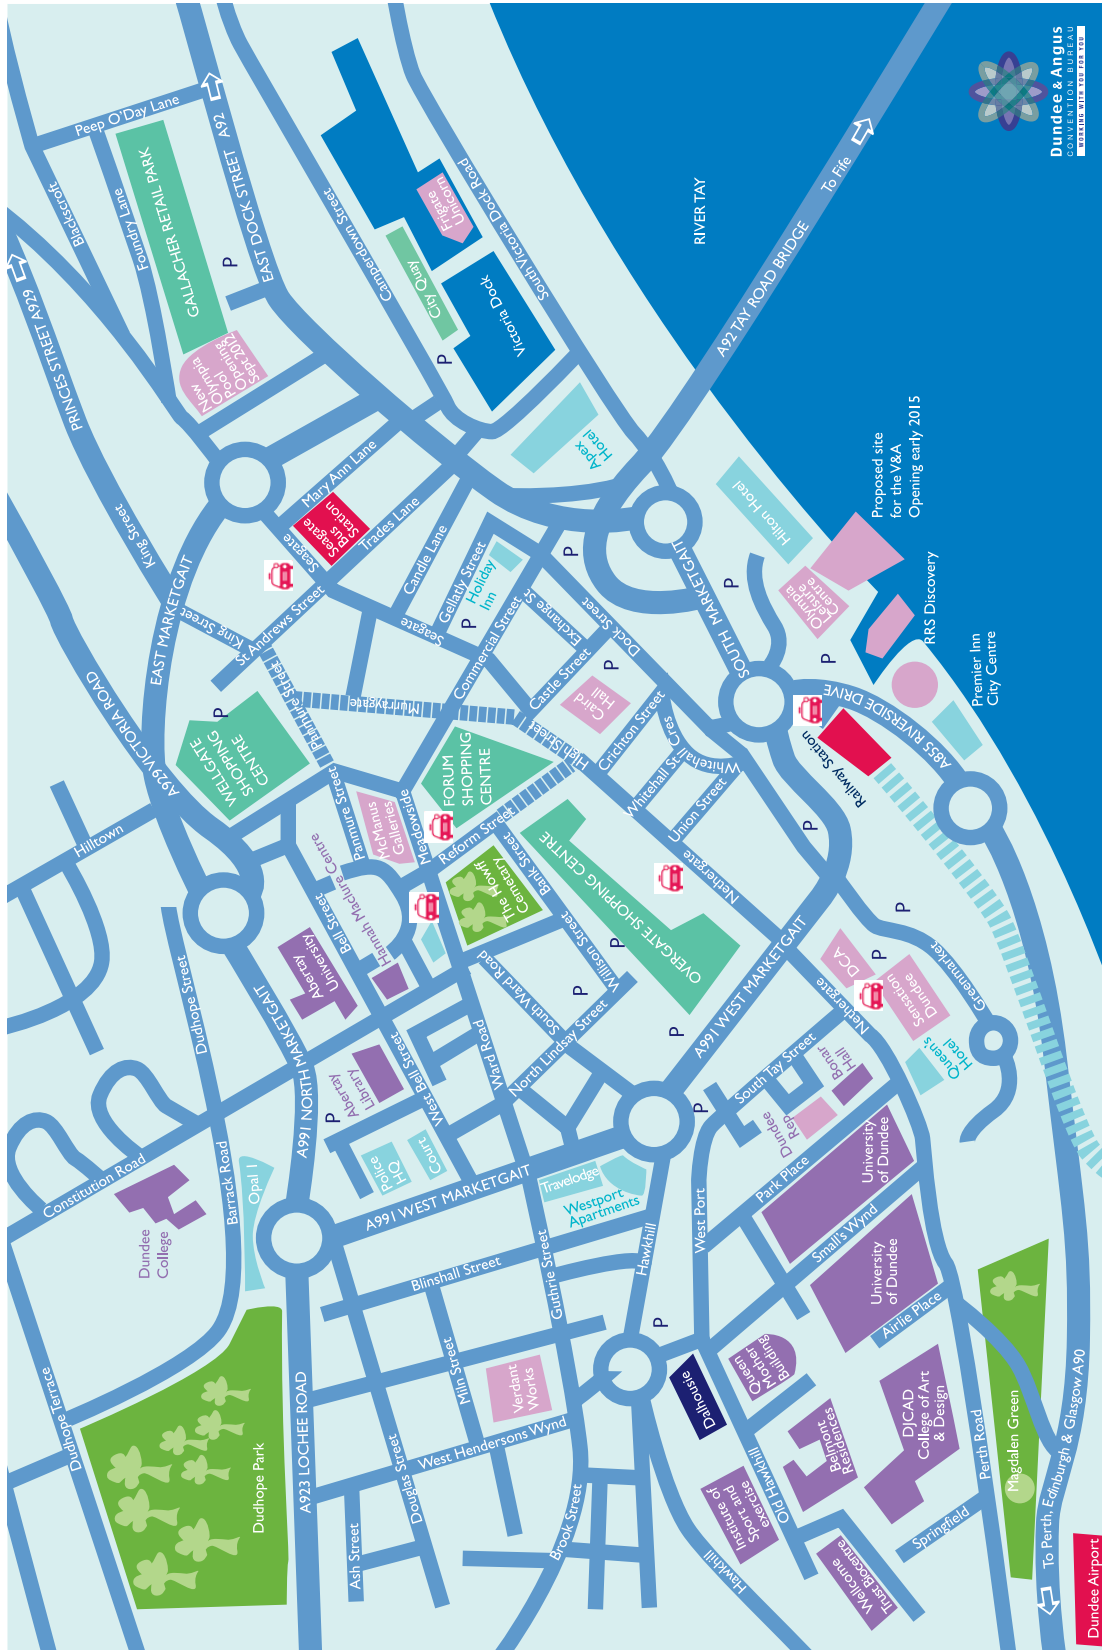 Peep O'Day Lane
Blackscroft
Foundry Lane
GALLACHER RETAIL PARK
A92
EAST DOCK STREET
P
PRINCES STREET A929
New
Olympia
Pool
Opening
Sept 2012
Camperdown Street
City Quay
Frigate
Unicorn
Victoria Dock
South Victoria Dock Road
P
RIVER TAY
To Fife
A92 TAY ROAD BRIDGE
Dundee & Angus
CONVENTION BUREAU
WORKING WITH YOU FOR YOU
Apex
Hotel
Hilton Hotel
Proposed site
for the V&A
Opening early 2015
Olympia
Leisure
Centre
RRS Discovery
Premier Inn
City Centre
King Street
Mary Ann Lane
Seagate
Bus
Station
Seagate
Trades Lane
Candle Lane
Gellatly Street
Holiday
Inn
P
Seagate
Commercial Street
Exchange St
Castle Street
Dock Street
P
P
P
P
SOUTH MARKETGAIT
EAST MARKETGAIT
King Street
St Andrews Street
Panmure Street
Murraygate
A929 VICTORIA ROAD
WELLGATE
SHOPPING
CENTRE
P
Caird
Hall
High Street
Crichton Street
Whitehall St
Whitehall Cres
Union Street
Nethergate
RIVERSIDE DRIVE
A855
Railway Station
P
Hilltown
FORUM
SHOPPING
CENTRE
Panmure Street
McManus
Galleries
Meadowside
Reform Street
Bank Street
The Howff
Cemetary
OVERGATE SHOPPING CENTRE
P
Willison Street
P
South Ward Road
North Lindsay Street
Ward Road
Bell Street
Hannah Maclure Centre
Abertay
University
Dudhope Street
A991 NORTH MARKETGAIT
Abertay
Library
P
West Bell Street
Police
HQ
Court
P
A991 WEST MARKETGAIT
Nethergate
DCA
P
P
Sensation
Dundee
Greenmarket
Queen's
Hotel
South Tay Street
Bonar
Hall
Dundee
Rep
P
Constitution Road
Dundee
College
Barrack Road
Opal 1
A991 WEST MARKETGAIT
Travelodge
Westport
Apartments
Park Place
University
of Dundee
Small's Wynd
University
of Dundee
Airlie Place
West Port
Hawkhill
P
Guthrie Street
Blinshall Street
Miln Street
Verdant
Works
West Hendersons Wynd
Douglas Street
Ash Street
Brook Street
A923 LOCHEE ROAD
Dudhope Park
Dudhope Terrace
Dalhousie
Queen
Mother
Building
Belmont
Residences
DJCAD
College of Art
& Design
Old Hawkhill
Institute of
Sport and
exercise
Hawkhill
Wellcome
Trust Biocentre
Springfield
Perth Road
Magdalen Green
To Perth, Edinburgh & Glasgow A90
Dundee Airport